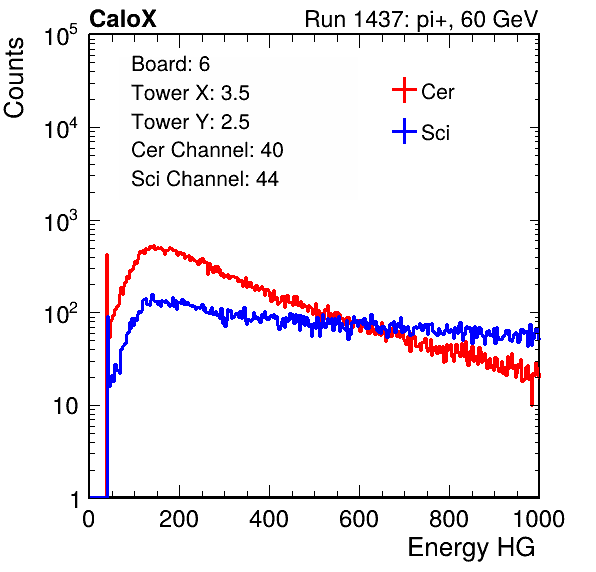 CaloX Run 1437: pi+, 60 GeV
Counts
Board: 6
Tower X: 3.5
Tower Y: 2.5
Cer Channel: 40
Sci Channel: 44
Cer
Sci
10^5
10^4
10^3
10^2
10
1
0 200 400 600 800 1000
Energy HG